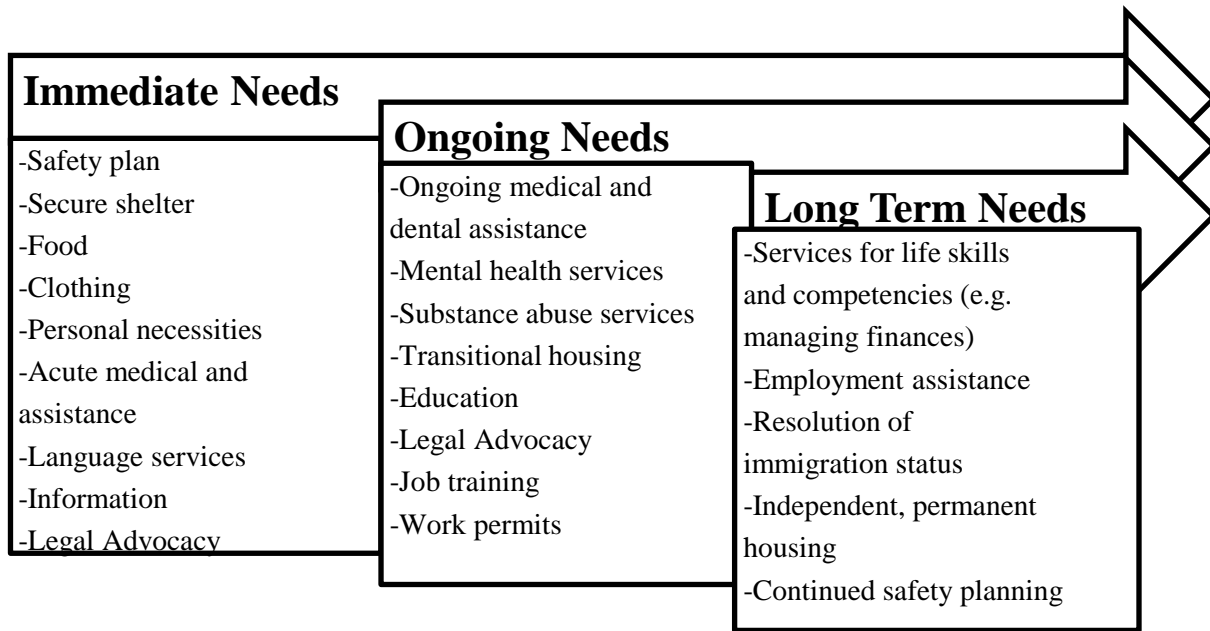 Immediate Needs
-Safety plan
-Secure shelter
-Food
-Clothing
-Personal necessities
-Acute medical and
assistance
-Language services
-Information
-Legal Advocacy
Ongoing Needs
-Ongoing medical and
dental assistance
-Mental health services
-Substance abuse services
-Transitional housing
-Education
-Legal Advocacy
-Job training
-Work permits
Long Term Needs
-Services for life skills
and competencies (e.g.
managing finances)
-Employment assistance
-Resolution of
immigration status
-Independent, permanent
housing
-Continued safety planning